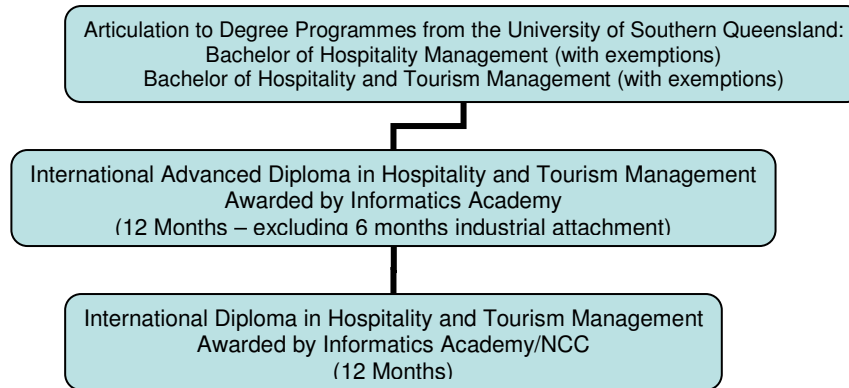 Articulation to Degree Programmes from the University of Southern Queensland:
Bachelor of Hospitality Management (with exemptions)
Bachelor of Hospitality and Tourism Management (with exemptions)
International Advanced Diploma in Hospitality and Tourism Management
Awarded by Informatics Academy
(12 Months – excluding 6 months industrial attachment)
International Diploma in Hospitality and Tourism Management
Awarded by Informatics Academy/NCC
(12 Months)